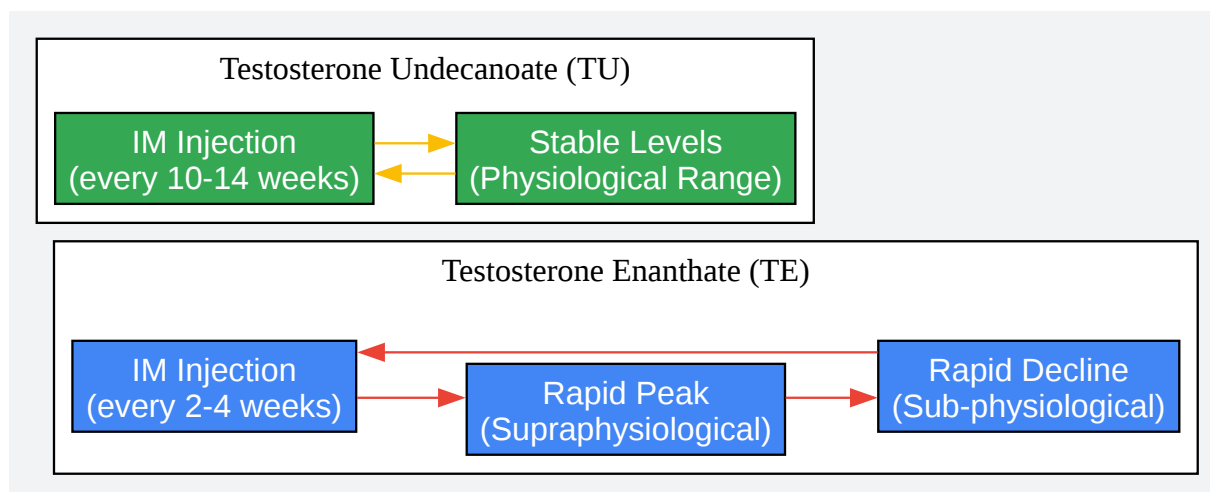 Testosterone Undecanoate (TU)
IM Injection
(every 10-14 weeks)
Stable Levels
(Physiological Range)
Testosterone Enanthate (TE)
IM Injection
(every 2-4 weeks)
Rapid Peak
(Supraphysiological)
Rapid Decline
(Sub-physiological)